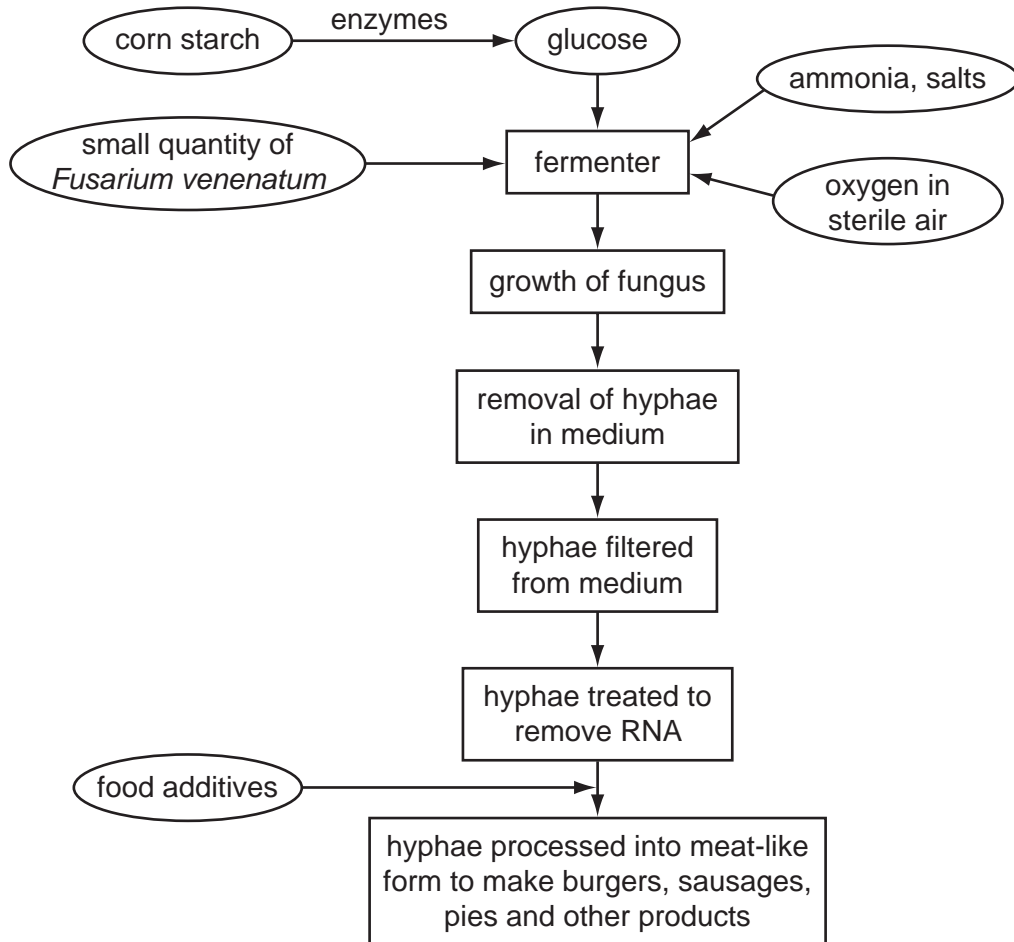 corn starch
enzymes
glucose
ammonia, salts
small quantity of
Fusarium venenatum
fermenter
oxygen in
sterile air
growth of fungus
removal of hyphae
in medium
hyphae filtered
from medium
hyphae treated to
remove RNA
food additives
hyphae processed into meat-like
form to make burgers, sausages,
pies and other products